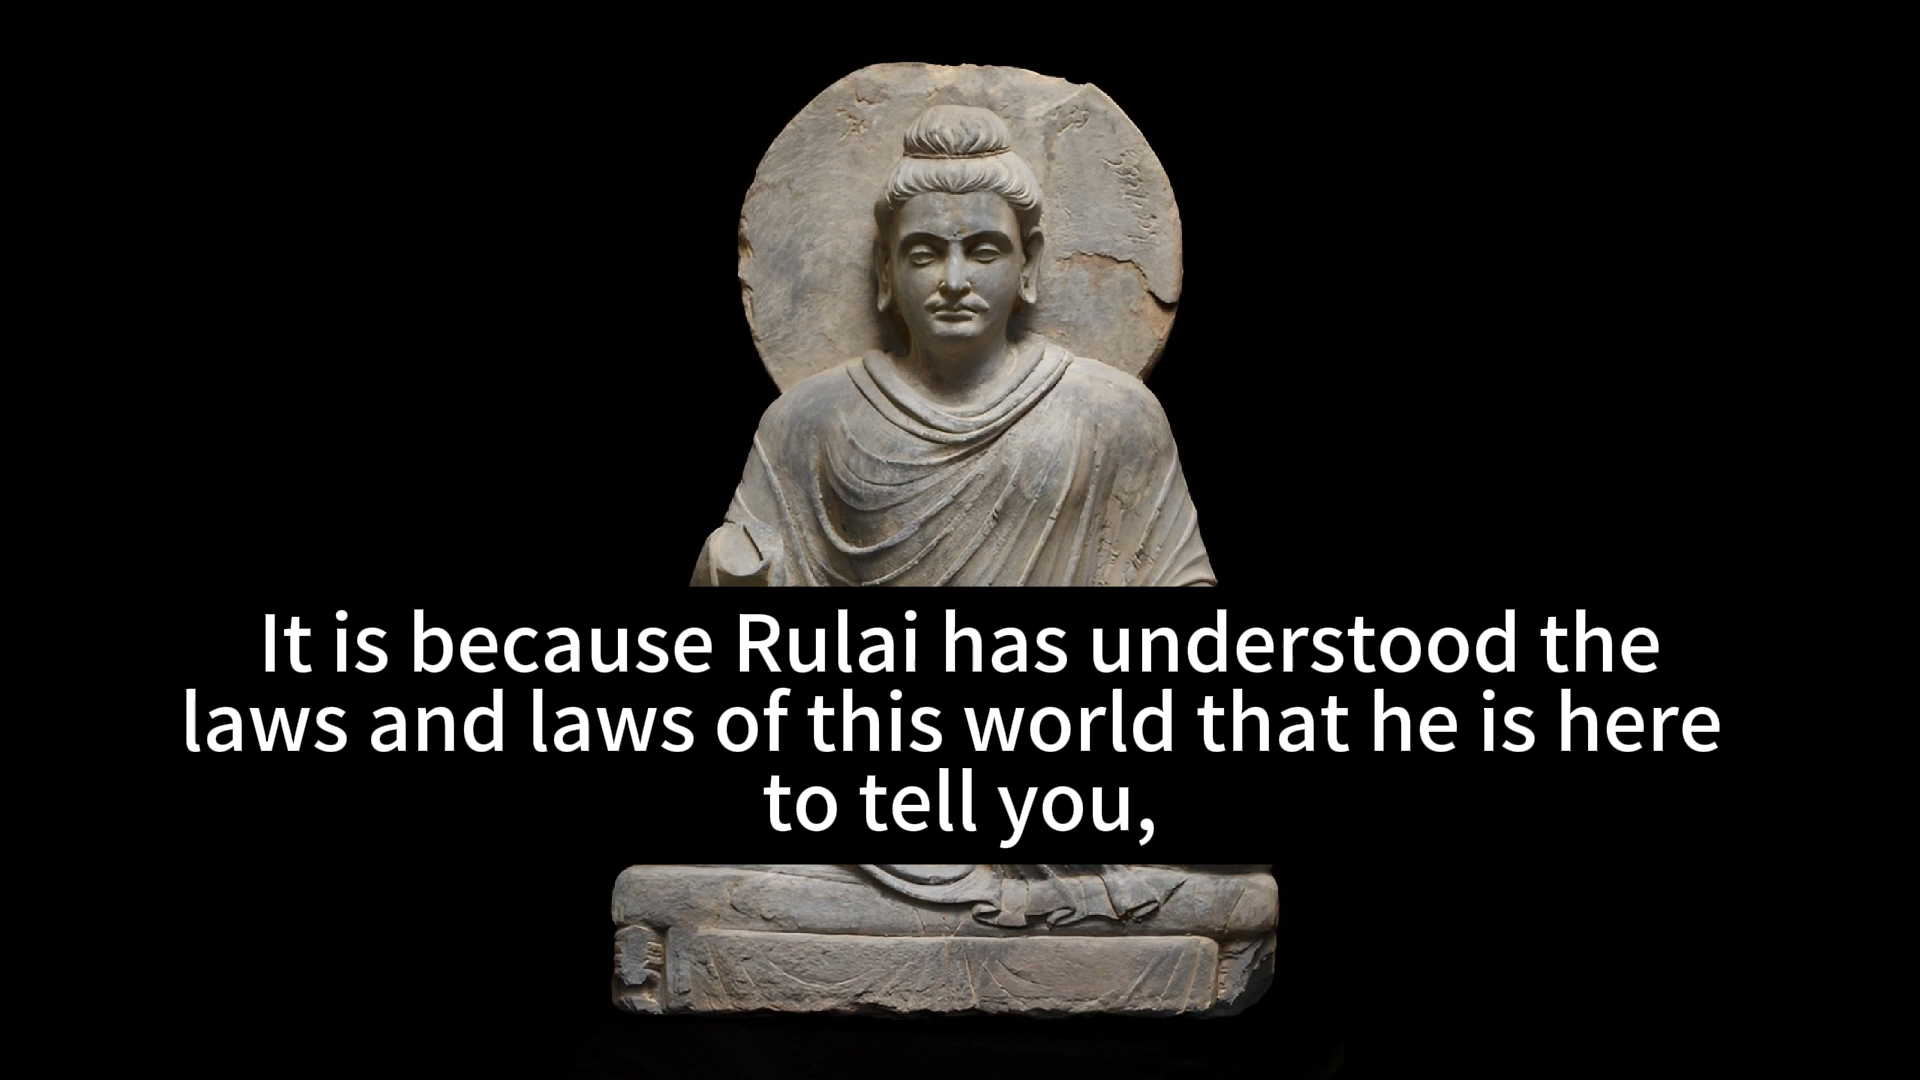 It is because Rulai has understood the
laws and laws of this world that he is here
to tell you,